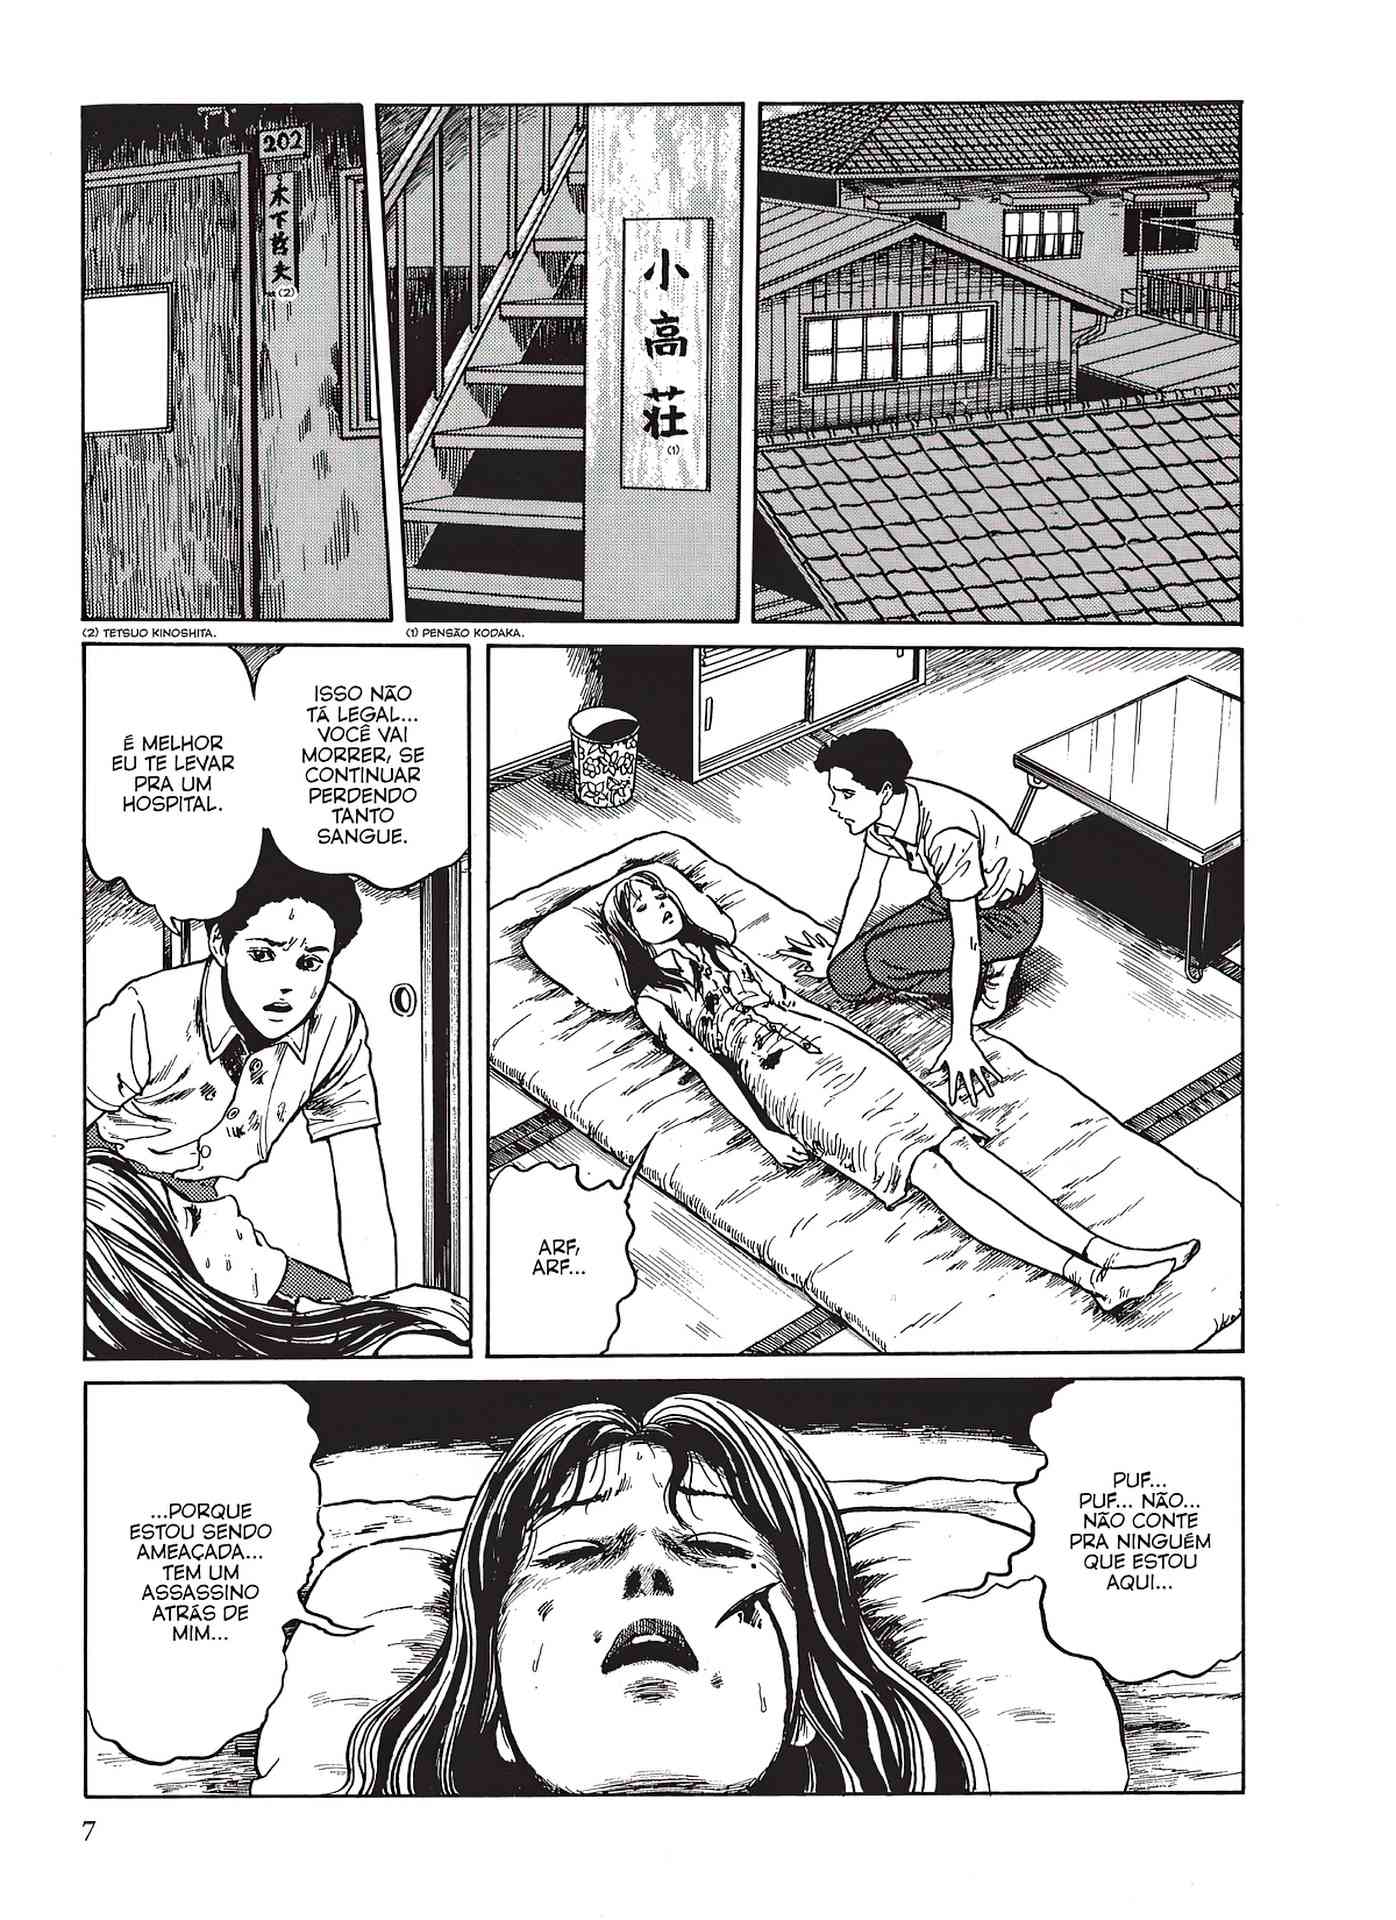 小高荘
(1)
202
木下哲夫
(2)
(1) PENSÃO KODAKA.
(2) TETSUO KINOSHITA.
ARF,
ARF...
ISSO NÃO
TÁ LEGAL...
VOCÊ VAI
MORRER, SE
CONTINUAR
PERDENDO
TANTO
SANGUE.
É MELHOR
EU TE LEVAR
PRA UM
HOSPITAL.
PUF...
PUF... NÃO...
NÃO CONTE
PRA NINGUÉM
QUE ESTOU
AQUI...
...PORQUE
ESTOU SENDO
AMEAÇADA...
TEM UM
ASSASSINO
ATRÁS DE
MIM...
7